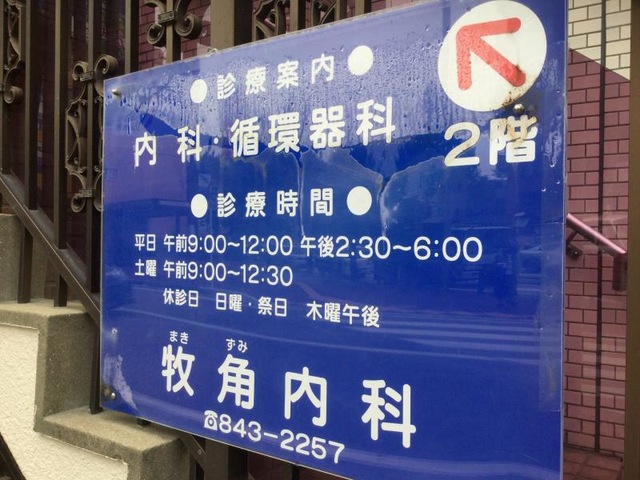 ●診療案内●
内科・循環器科
2階
●診療時間●
平日 午前9:00～12:00 午後2:30～6:00
土曜 午前9:00～12:30
休診日 日曜・祭日 木曜午後
まき すみ
牧角内科
☎843-2257